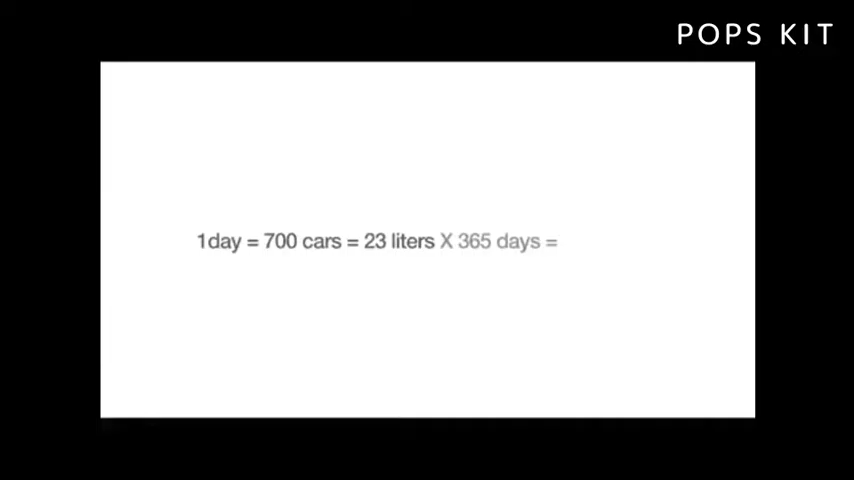 POPS KIT
1day = 700 cars = 23 liters X 365 days =